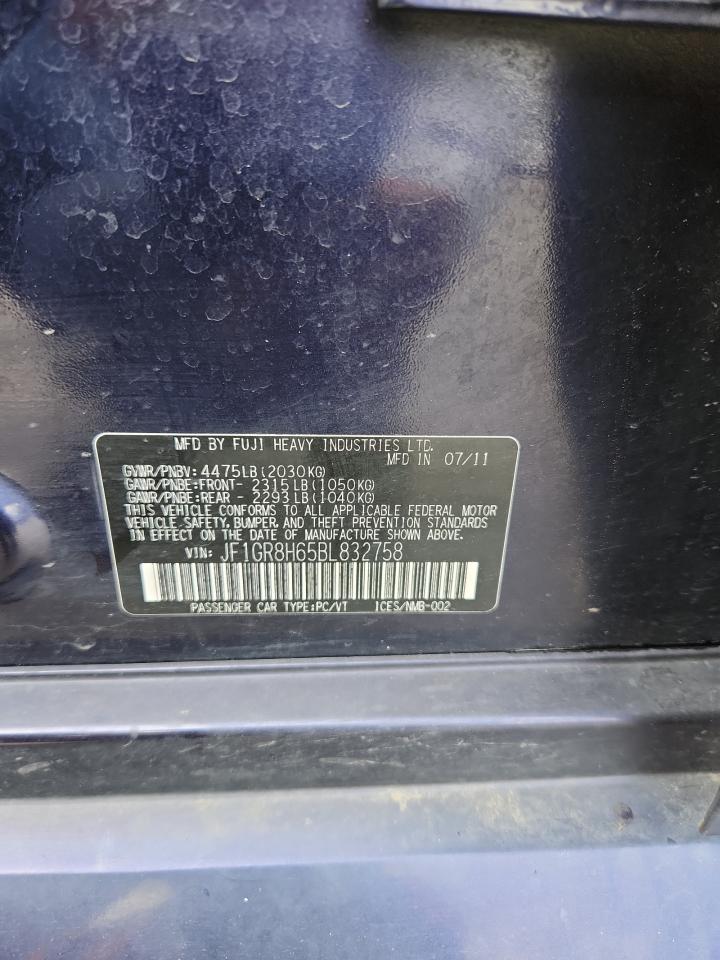 MFD BY FUJI HEAVY INDUSTRIES LTD.
MFD IN 07/11
GVWR/PNBV: 4475LB(2030KG)
GAWR/PNBE:FRONT- 2315LB(1050KG)
GAWR/PNBE:REAR - 2293LB(1040KG)
THIS VEHICLE CONFORMS TO ALL APPLICABLE FEDERAL MOTOR
VEHICLE SAFETY, BUMPER, AND THEFT PREVENTION STANDARDS
IN EFFECT ON THE DATE OF MANUFACTURE SHOWN ABOVE.
VIN: JF1GR8H65BL832758
PASSENGER CAR TYPE:PC/VT ICES/NMB-002